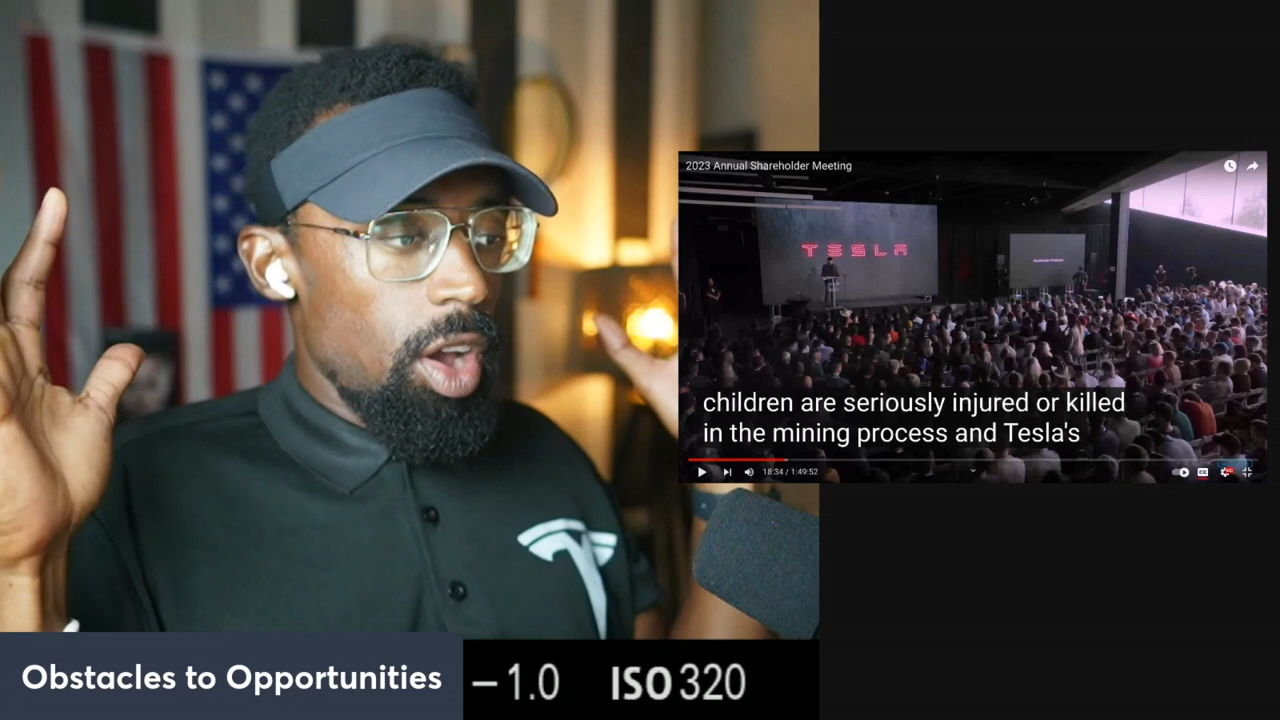 2023 Annual Shareholder Meeting
TESLA
children are seriously injured or killed
in the mining process and Tesla's
18:34 / 1:49:52
CC
Obstacles to Opportunities
– 1.0 ISO 320